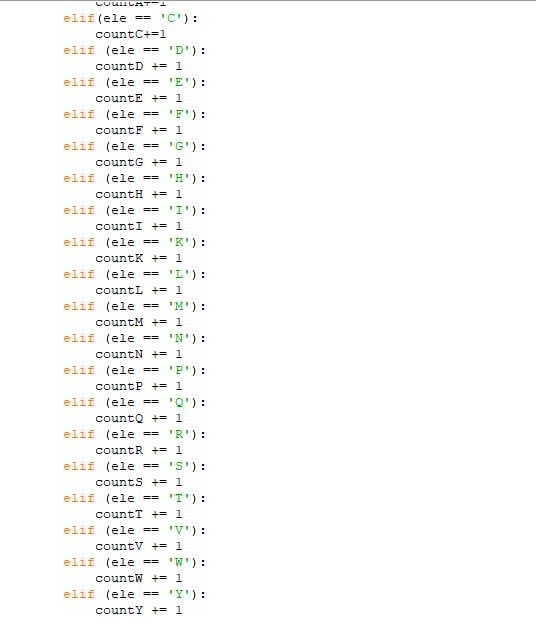 countA+=1
elif(ele == 'C'):
countC+=1
elif (ele == 'D'):
countD += 1
elif (ele == 'E'):
countE += 1
elif (ele == 'F'):
countF += 1
elif (ele == 'G'):
countG += 1
elif (ele == 'H'):
countH += 1
elif (ele == 'I'):
countI += 1
elif (ele == 'K'):
countK += 1
elif (ele == 'L'):
countL += 1
elif (ele == 'M'):
countM += 1
elif (ele == 'N'):
countN += 1
elif (ele == 'P'):
countP += 1
elif (ele == 'Q'):
countQ += 1
elif (ele == 'R'):
countR += 1
elif (ele == 'S'):
countS += 1
elif (ele == 'T'):
countT += 1
elif (ele == 'V'):
countV += 1
elif (ele == 'W'):
countW += 1
elif (ele == 'Y'):
countY += 1